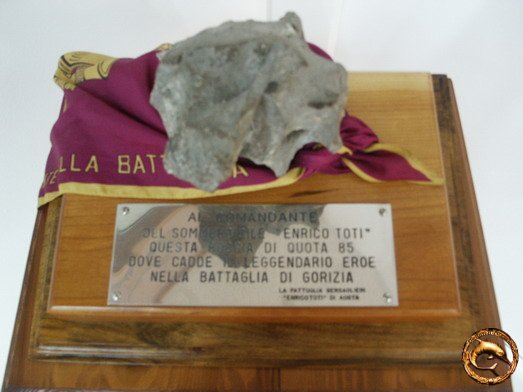 LLA BATTA
AL COMANDANTE
DEL SOMMERGIBILE "ENRICO TOTI"
QUESTA ROCCIA DI QUOTA 85
DOVE CADDE IL LEGGENDARIO EROE
NELLA BATTAGLIA DI GORIZIA
LA PATTUGLIA BERSAGLIERI
"ENRICO TOTI" DI AOSTA